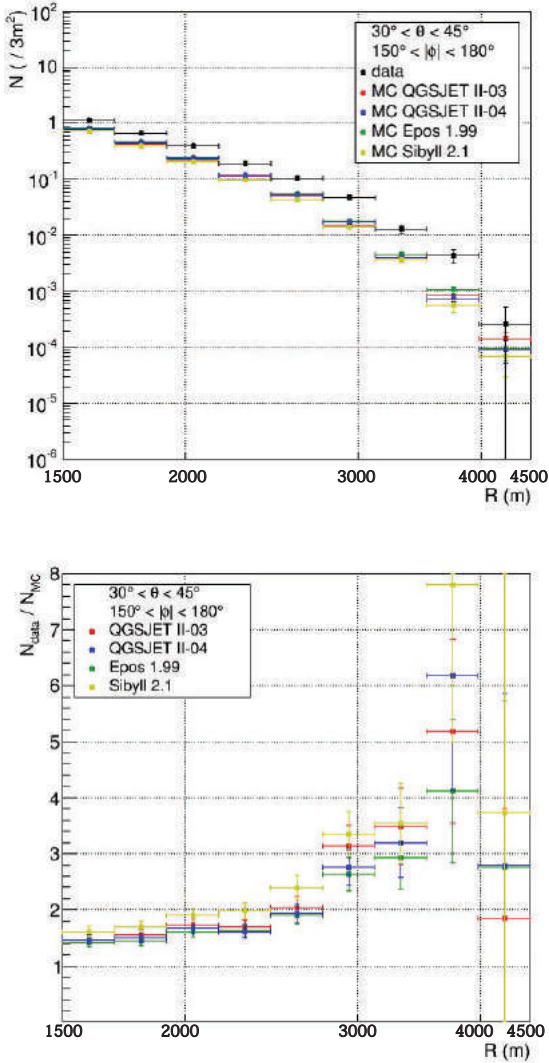 N ( / 3m²)
10²
10
1
10⁻¹
10⁻²
10⁻³
10⁻⁴
10⁻⁵
10⁻⁶
30° < θ < 45°
150° < |ϕ| < 180°
data
MC QGSJET II-03
MC QGSJET II-04
MC Epos 1.99
MC Sibyll 2.1
1500 2000 3000 4000 4500
R (m)
N_data / N_MC
8
7
6
5
4
3
2
1
30° < θ < 45°
150° < |ϕ| < 180°
QGSJET II-03
QGSJET II-04
Epos 1.99
Sibyll 2.1
1500 2000 3000 4000 4500
R (m)